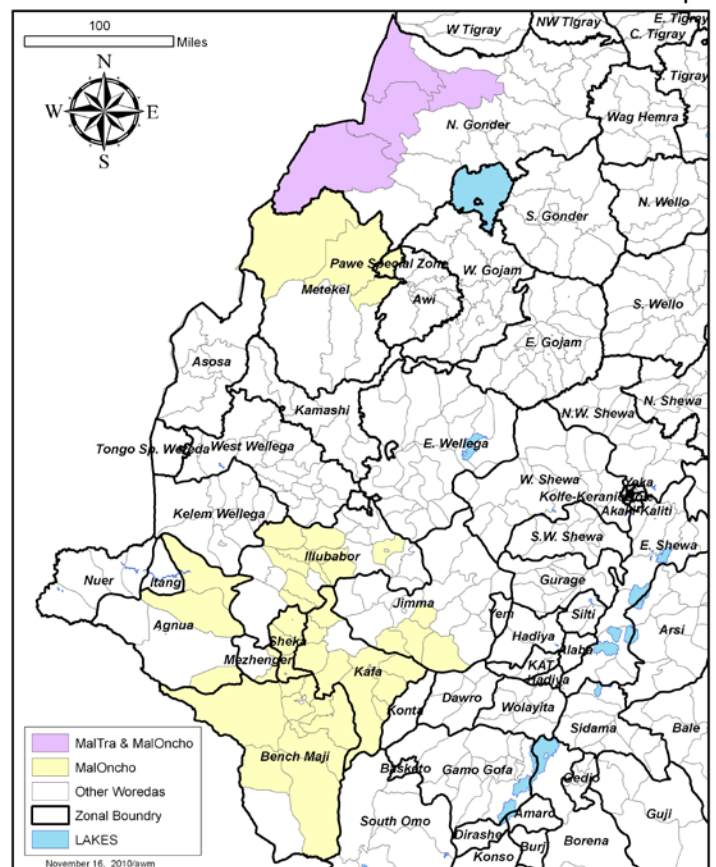 100
Miles
N
W E
S
W Tigray
NW Tigray
E. Tigray
C. Tigray
. Tigray
Wag Hemra
N. Gonder
N. Wello
S. Gonder
Pawe Special Zone
W. Gojam
Metekel
Awi
S. Wello
E. Gojam
Asosa
Kamashi
N. Shewa
N.W. Shewa
Tongo Sp. Wereda
West Wellega
E. Wellega
W. Shewa
Yeka
Kolfe-Keranio
Akaki-Kaliti
Kelem Wellega
S.W. Shewa
E. Shewa
Illubabor
Nuer
Itang
Gurage
Jimma
Agnua
Yem
Silti
Arsi
Sheka
Hadiya
Alaba
Mezhenger
KAT
Kafa
Hadiya
Konta
Dawro
Wolayita
Sidama
Bale
Bench Maji
Basketo
Gamo Gofa
Gedio
Guji
South Omo
Amaro
Dirashe
Burj
Borena
Konso
MalTra & MalOncho
MalOncho
Other Woredas
Zonal Boundry
LAKES
November 16, 2010/awm